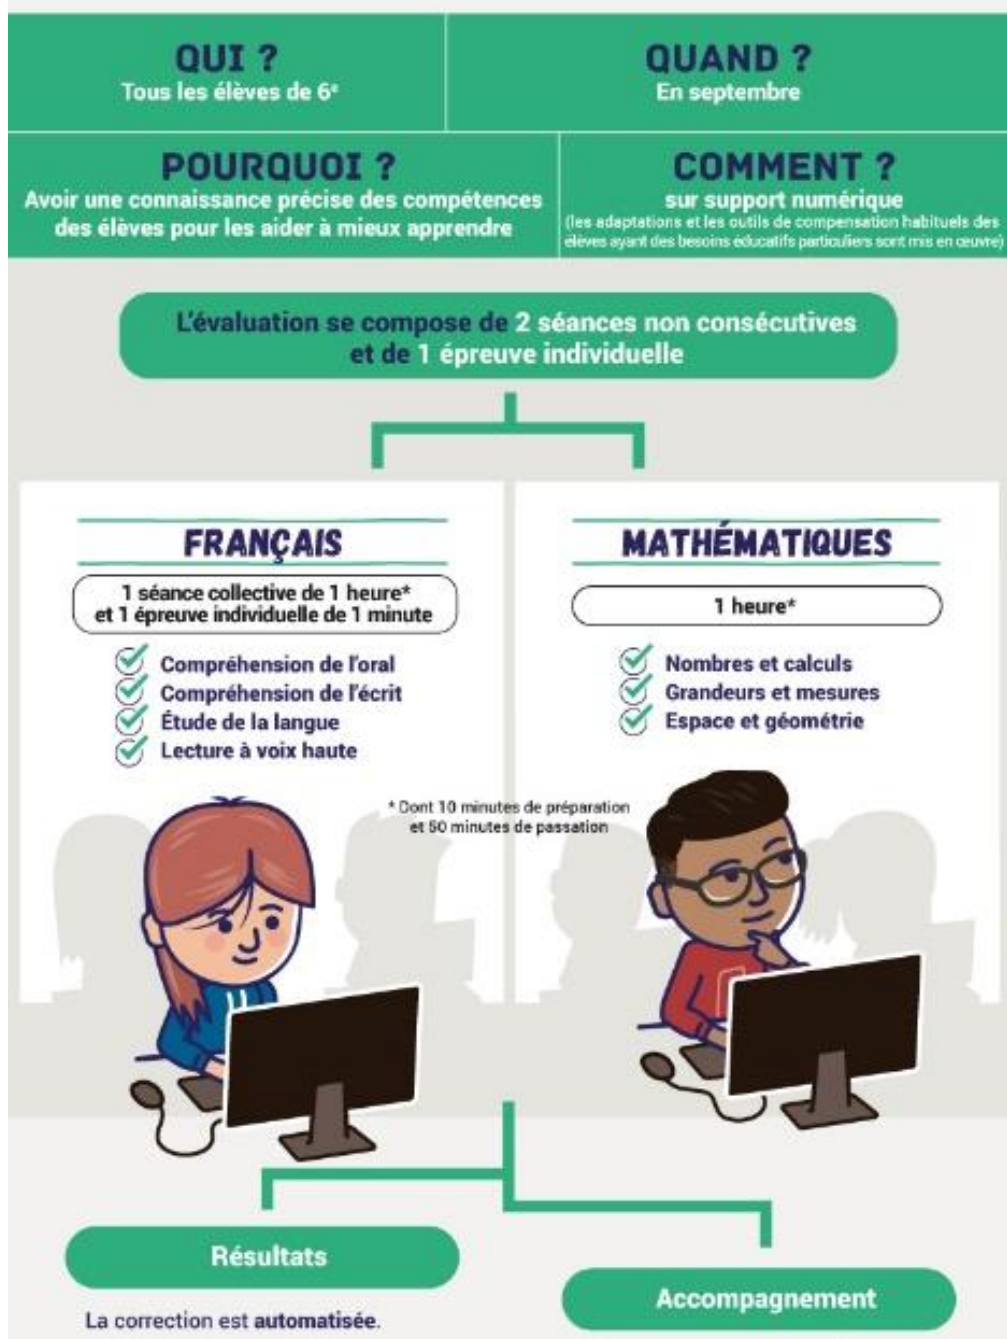 QUI ?
Tous les élèves de 6e
QUAND ?
En septembre
POURQUOI ?
Avoir une connaissance précise des compétences
des élèves pour les aider à mieux apprendre
COMMENT ?
sur support numérique
(les adaptations et les outils de compensation habituels des
élèves ayant des besoins éducatifs particuliers sont mis en œuvre)
L'évaluation se compose de 2 séances non consécutives
et de 1 épreuve individuelle
FRANÇAIS
1 séance collective de 1 heure*
et 1 épreuve individuelle de 1 minute
Compréhension de l'oral
Compréhension de l'écrit
Étude de la langue
Lecture à voix haute
MATHÉMATIQUES
1 heure*
Nombres et calculs
Grandeurs et mesures
Espace et géométrie
* Dont 10 minutes de préparation
et 50 minutes de passation
Résultats
La correction est automatisée.
Accompagnement